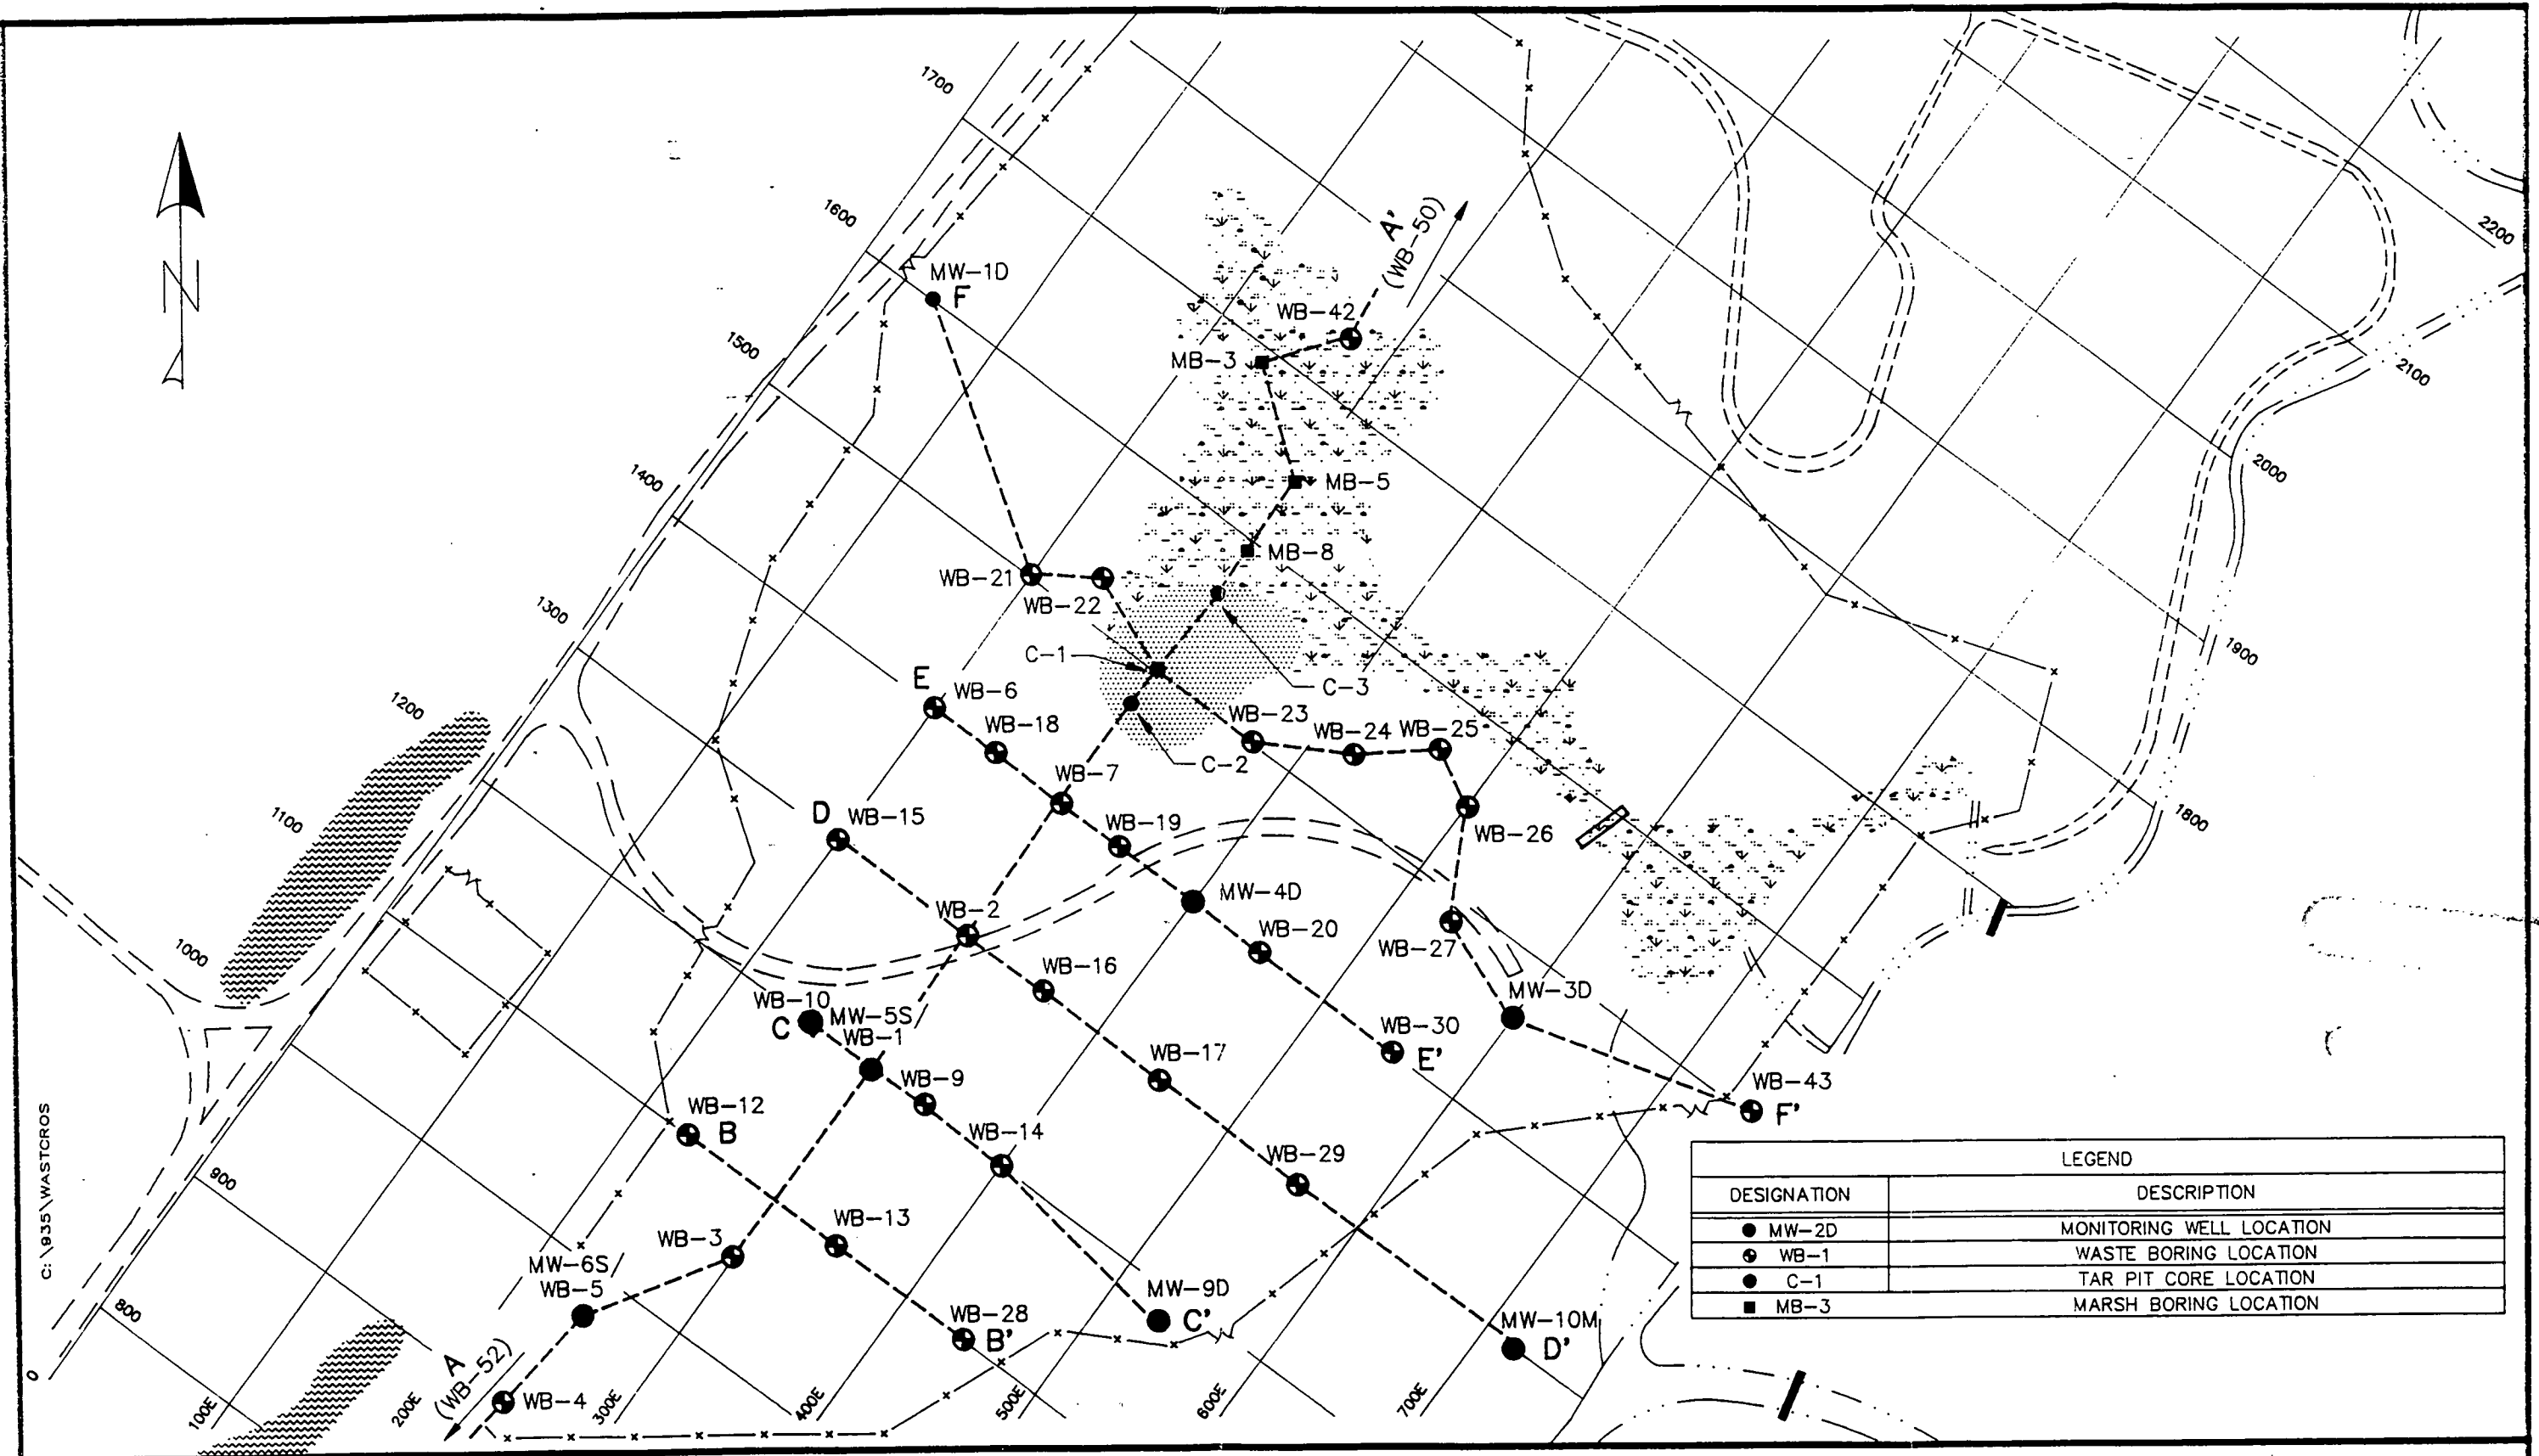 1700
1600
1500
1400
1300
1200
1100
1000
900
800
0
100E
200E
300E
400E
500E
600E
700E
2200
2100
2000
1900
1800
N
MW-1D
F
A'
(WB-50)
WB-42
MB-3
MB-5
MB-8
WB-21
WB-22
C-1
C-3
E
WB-6
WB-18
WB-23
WB-24
WB-25
C-2
WB-7
D
WB-15
WB-19
WB-26
MW-4D
WB-2
WB-20
WB-27
WB-16
WB-10
C
MW-5S
WB-1
MW-3D
WB-30
E'
WB-17
WB-9
WB-43
F'
WB-12
B
WB-14
WB-29
WB-13
WB-3
MW-6S/
WB-5
MW-9D
C'
WB-28
B'
MW-10M
D'
A
(WB-52)
WB-4
C: \935\WASTCROS
LEGEND
DESIGNATION DESCRIPTION
MW-2D MONITORING WELL LOCATION
WB-1 WASTE BORING LOCATION
C-1 TAR PIT CORE LOCATION
MB-3 MARSH BORING LOCATION